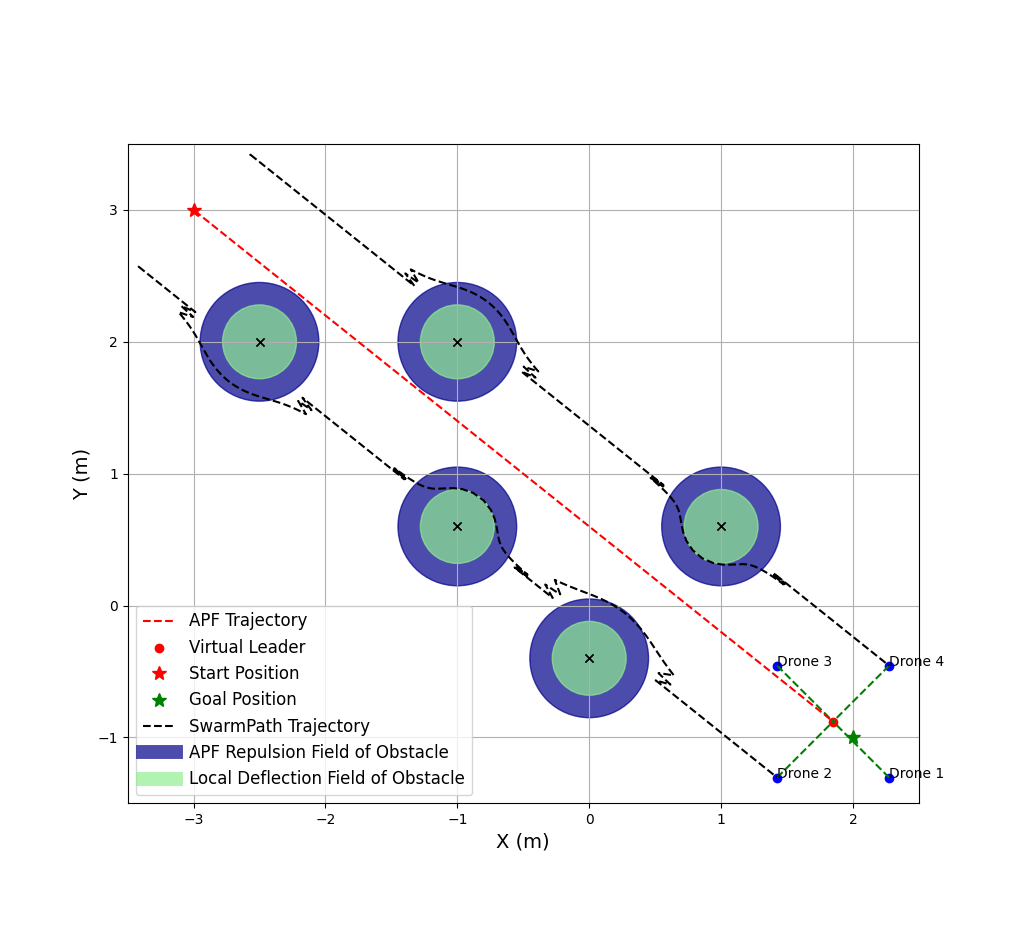 3
2
1
0
−1
Y (m)
APF Trajectory
Virtual Leader
Start Position
Goal Position
SwarmPath Trajectory
APF Repulsion Field of Obstacle
Local Deflection Field of Obstacle
Drone 3
Drone 4
Drone 2
Drone 1
−3
−2
−1
0
1
2
X (m)